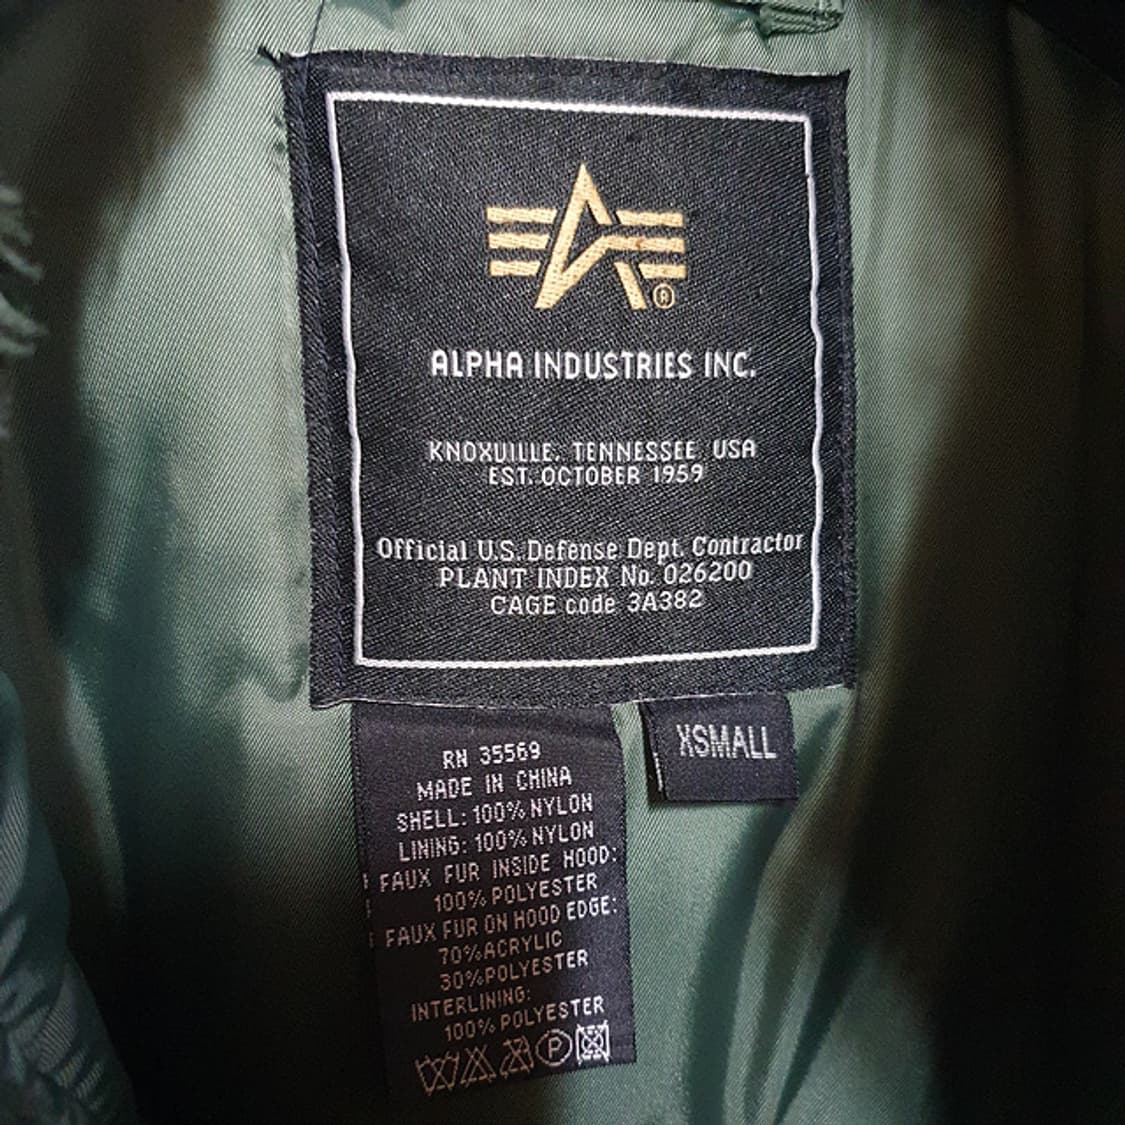 ®
ALPHA INDUSTRIES INC.
KNOXVILLE, TENNESSEE USA
EST. OCTOBER 1959
Official U.S. Defense Dept. Contractor
PLANT INDEX No. 026200
CAGE code 3A382
XSMALL
RN 35569
MADE IN CHINA
SHELL: 100% NYLON
LINING: 100% NYLON
FAUX FUR INSIDE HOOD:
100% POLYESTER
FAUX FUR ON HOOD EDGE:
70% ACRYLIC
30% POLYESTER
INTERLINING:
100% POLYESTER
P